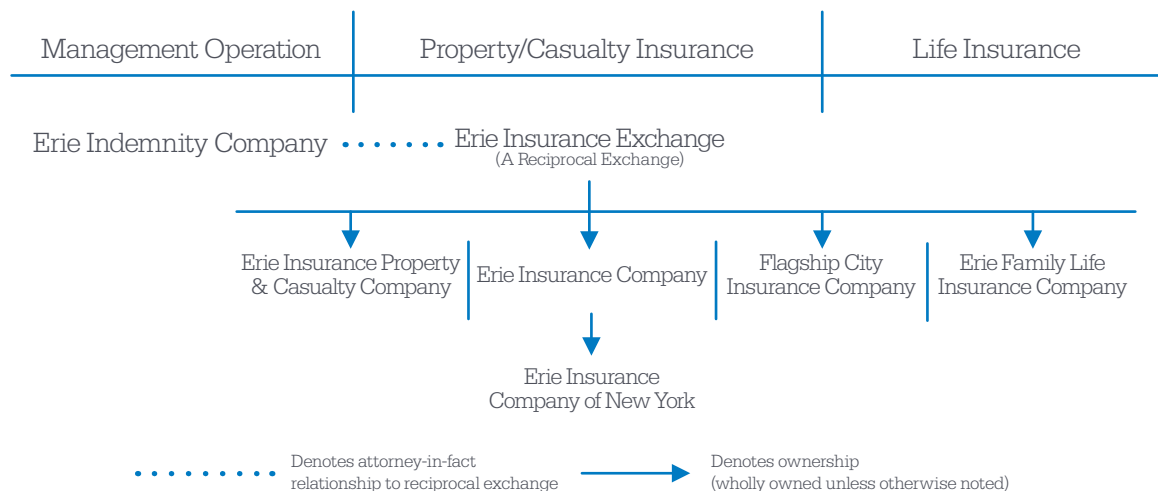 Management Operation
Property/Casualty Insurance
Life Insurance
Erie Indemnity Company
Erie Insurance Exchange
(A Reciprocal Exchange)
Erie Insurance Property
& Casualty Company
Erie Insurance Company
Flagship City
Insurance Company
Erie Family Life
Insurance Company
Erie Insurance
Company of New York
Denotes attorney-in-fact
relationship to reciprocal exchange
Denotes ownership
(wholly owned unless otherwise noted)